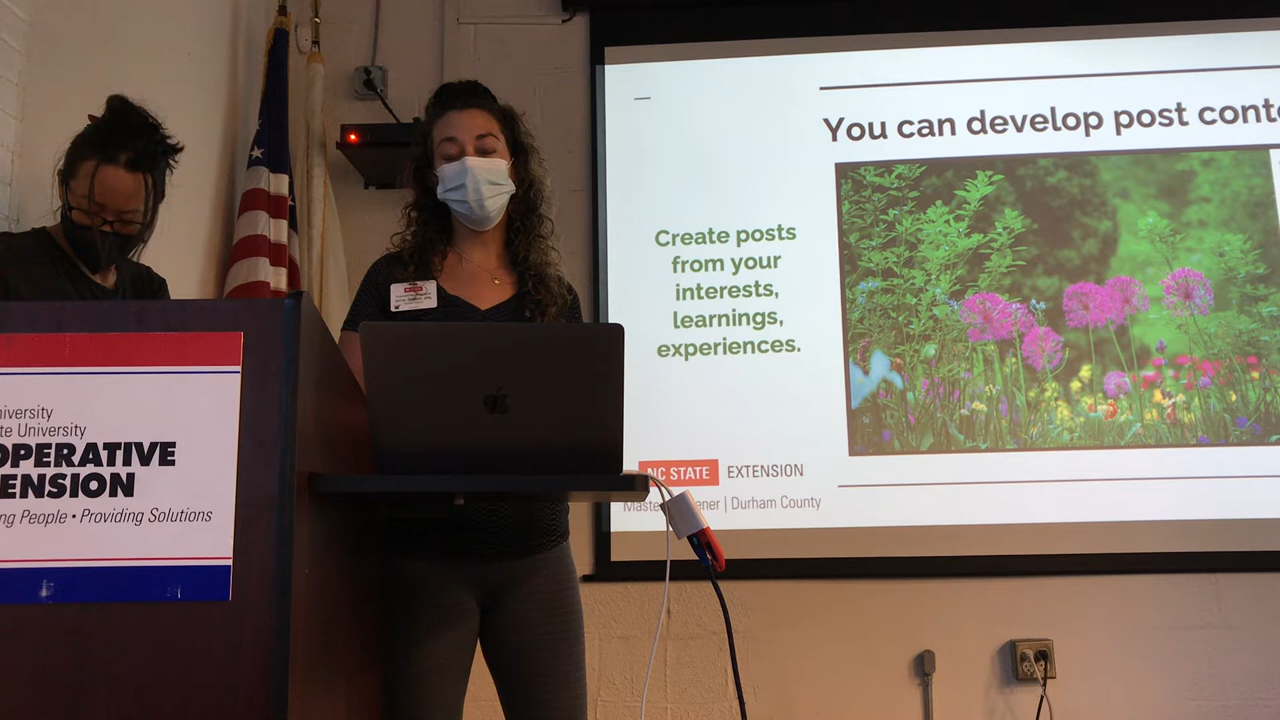 niversity
te University
OPERATIVE
ENSION
ng People • Providing Solutions
You can develop post conte
Create posts
from your
interests,
learnings,
experiences.
NC STATE EXTENSION
Maste ener | Durham County